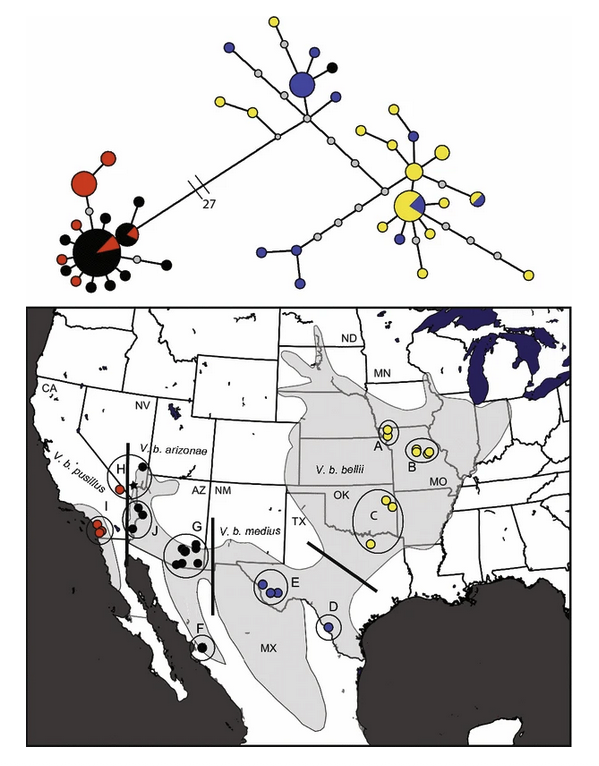 27
ND
MN
CA
NV
V. b. arizonae
A
B
H
V. b. pusillus
V. b. bellii
MO
AZ
NM
OK
I
J
G
TX
C
V. b. medius
E
D
F
MX